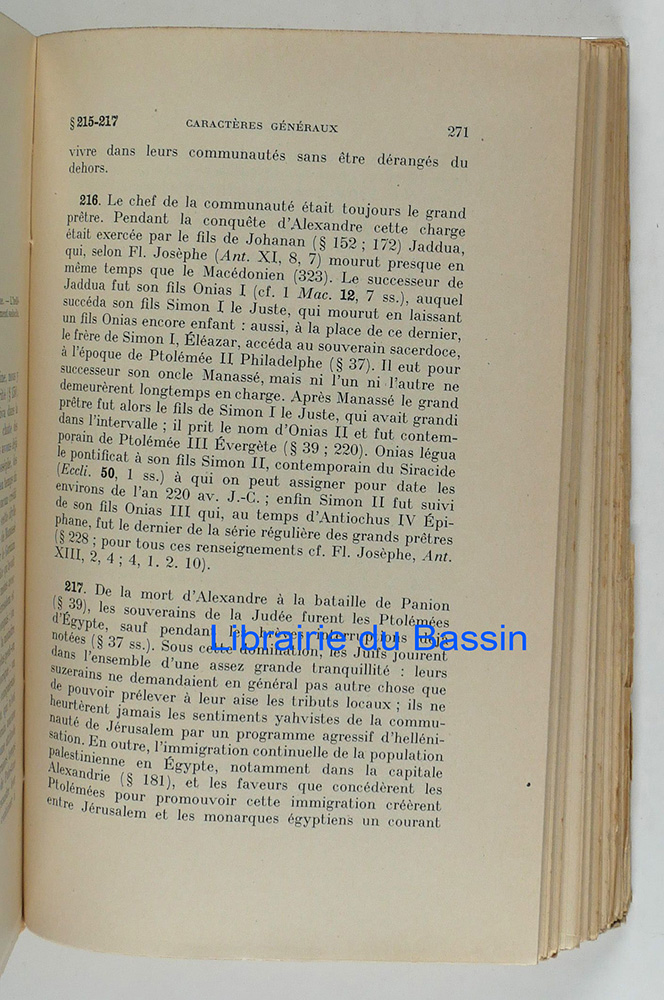 § 215-217 CARACTÈRES GÉNÉRAUX 271
vivre dans leurs communautés sans être dérangés du
dehors.
216. Le chef de la communauté était toujours le grand
prêtre. Pendant la conquête d'Alexandre cette charge
était exercée par le fils de Johanan (§ 152 ; 172) Jaddua,
qui, selon Fl. Josèphe (Ant. XI, 8, 7) mourut presque en
même temps que le Macédonien (323). Le successeur de
Jaddua fut son fils Onias I (cf. 1 Mac. 12, 7 ss.), auquel
succéda son fils Simon I le Juste, qui mourut en laissant
un fils Onias encore enfant : aussi, à la place de ce dernier,
le frère de Simon I, Éléazar, accéda au souverain sacerdoce,
à l'époque de Ptolémée II Philadelphe (§ 37). Il eut pour
successeur son oncle Manassé, mais ni l'un ni l'autre ne
demeurèrent longtemps en charge. Après Manassé le grand
prêtre fut alors le fils de Simon I le Juste, qui avait grandi
dans l'intervalle ; il prit le nom d'Onias II et fut contem-
porain de Ptolémée III Évergète (§ 39 ; 220). Onias légua
le pontificat à son fils Simon II, contemporain du Siracide
(Eccli. 50, 1 ss.) à qui on peut assigner pour date les
environs de l'an 220 av. J.-C. ; enfin Simon II fut suivi
de son fils Onias III qui, au temps d'Antiochus IV Épi-
phane, fut le dernier de la série régulière des grands prêtres
(§ 228 ; pour tous ces renseignements cf. Fl. Josèphe, Ant.
XIII, 2, 4 ; 4, 1. 2. 10).
217. De la mort d'Alexandre à la bataille de Panion
(§ 39), les souverains de la Judée furent les Ptolémées
d'Égypte, sauf pendant les brèves interruptions déjà
Librairie du Bassin
notées (§ 37 ss.). Sous cette domination, les Juifs jouirent
dans l'ensemble d'une assez grande tranquillité : leurs
suzerains ne demandaient en général pas autre chose que
de pouvoir prélever à leur aise les tributs locaux ; ils ne
heurtèrent jamais les sentiments yahvistes de la commu-
nauté de Jérusalem par un programme agressif d'helléni-
sation. En outre, l'immigration continuelle de la population
palestinienne en Égypte, notamment dans la capitale
Alexandrie (§ 181), et les faveurs que concédèrent les
Ptolémées pour promouvoir cette immigration créèrent
entre Jérusalem et les monarques égyptiens un courant